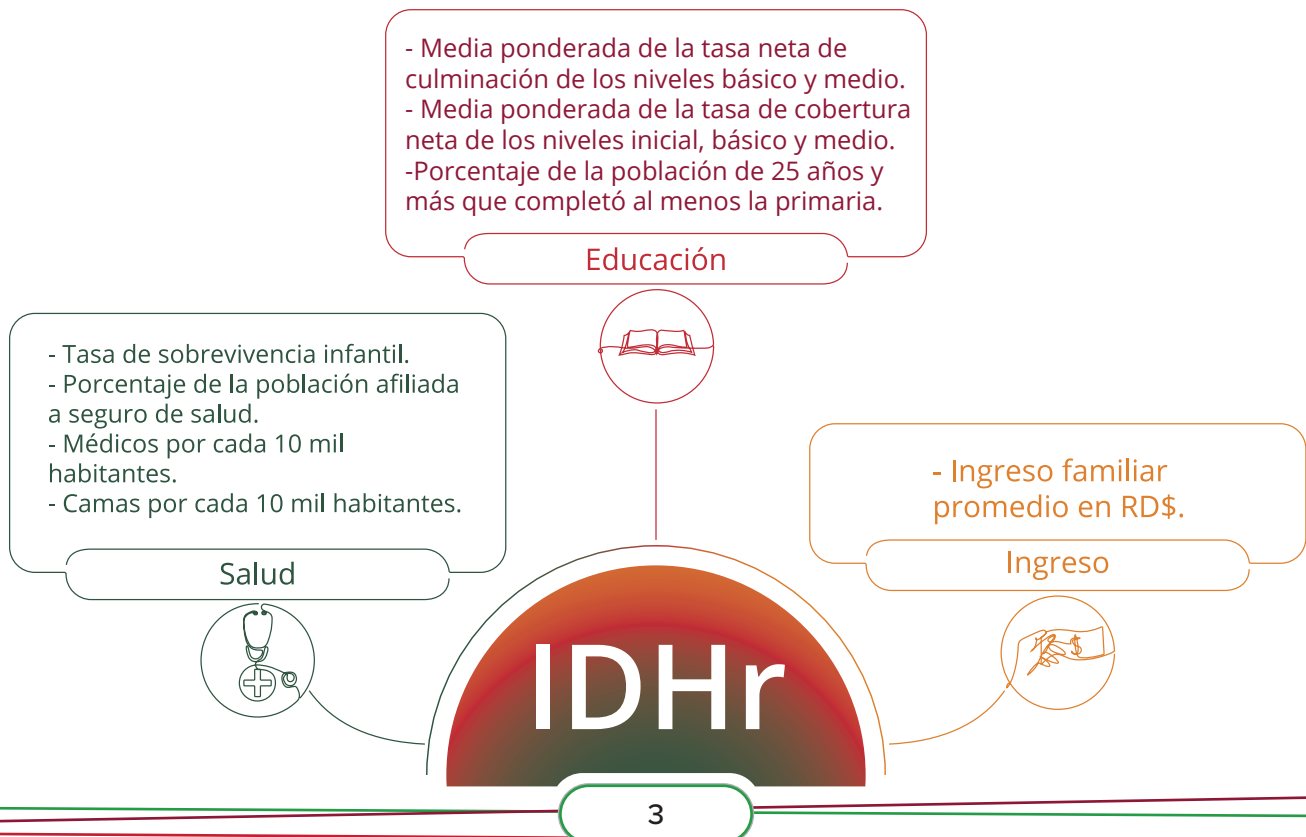 - Media ponderada de la tasa neta de
culminación de los niveles básico y medio.
- Media ponderada de la tasa de cobertura
neta de los niveles inicial, básico y medio.
-Porcentaje de la población de 25 años y
más que completó al menos la primaria.
Educación
- Tasa de sobrevivencia infantil.
- Porcentaje de la población afiliada
a seguro de salud.
- Médicos por cada 10 mil
habitantes.
- Camas por cada 10 mil habitantes.
Salud
- Ingreso familiar
promedio en RD$.
Ingreso
$
IDHr
3